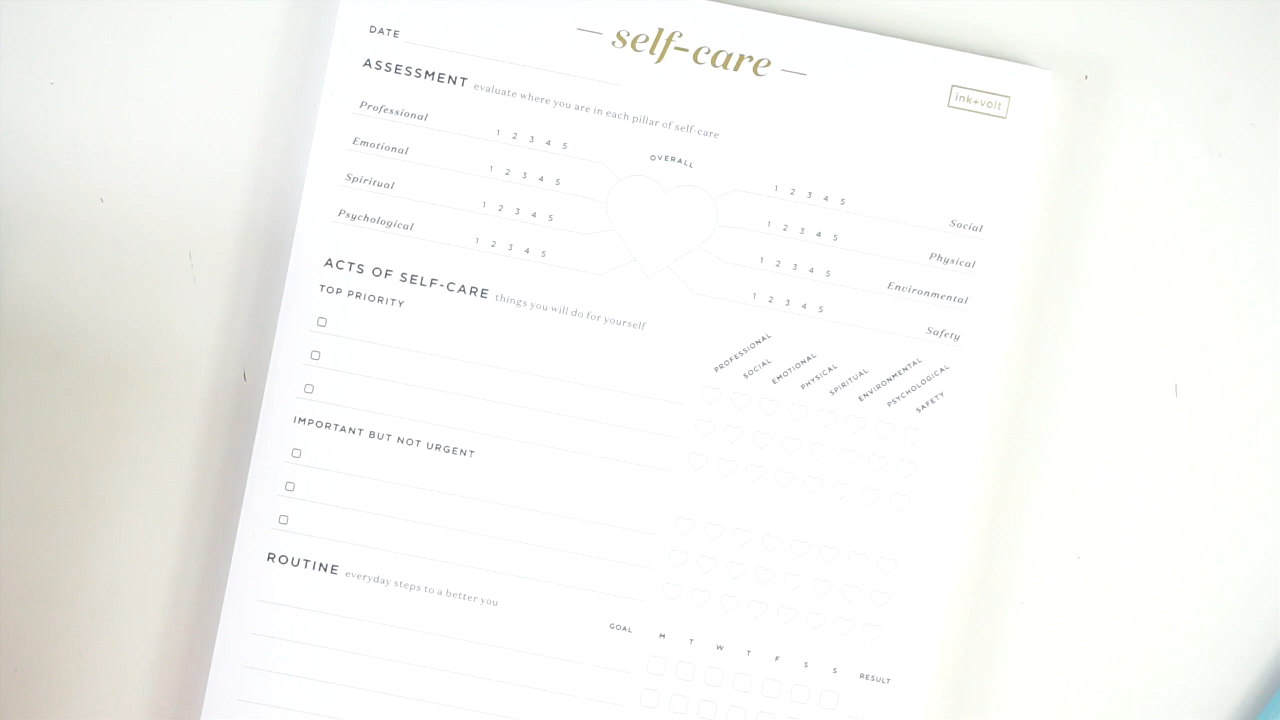 — self-care —
ink+volt
DATE
ASSESSMENT evaluate where you are in each pillar of self-care
OVERALL
Professional 1 2 3 4 5
Emotional 1 2 3 4 5
Spiritual 1 2 3 4 5
Psychological 1 2 3 4 5
1 2 3 4 5 Social
1 2 3 4 5 Physical
1 2 3 4 5 Environmental
1 2 3 4 5 Safety
ACTS OF SELF-CARE things you will do for yourself
TOP PRIORITY
PROFESSIONAL
SOCIAL
EMOTIONAL
PHYSICAL
SPIRITUAL
ENVIRONMENTAL
PSYCHOLOGICAL
SAFETY
IMPORTANT BUT NOT URGENT
ROUTINE everyday steps to a better you
GOAL M T W T F S S RESULT